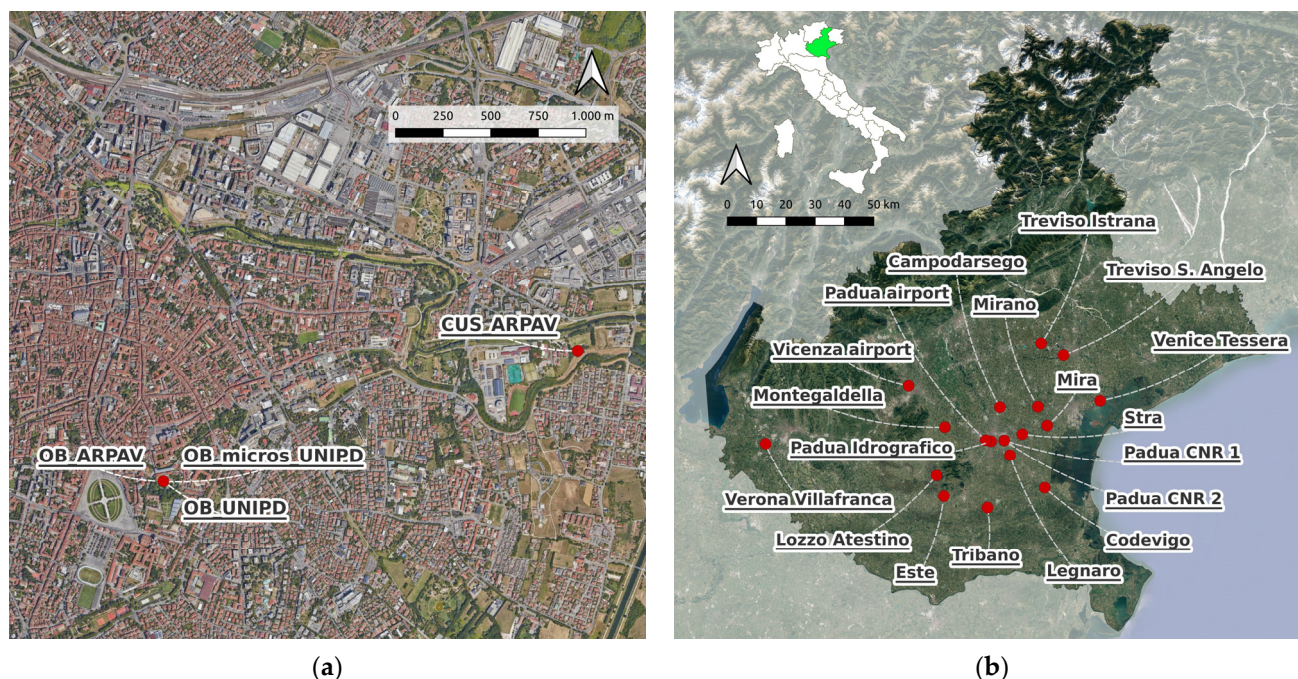 0 250 500 750 1.000 m
CUS_ARPAV
OB_ARPAV
OB_micros_UNIPD
OB_UNIPD
(a)
0 10 20 30 40 50 km
Treviso Istrana
Campodarsego
Treviso S. Angelo
Padua airport
Mirano
Vicenza airport
Venice Tessera
Montegaldella
Mira
Stra
Padua Idrografico
Padua CNR 1
Verona Villafranca
Padua CNR 2
Lozzo Atestino
Codevigo
Tribano
Este
Legnaro
(b)